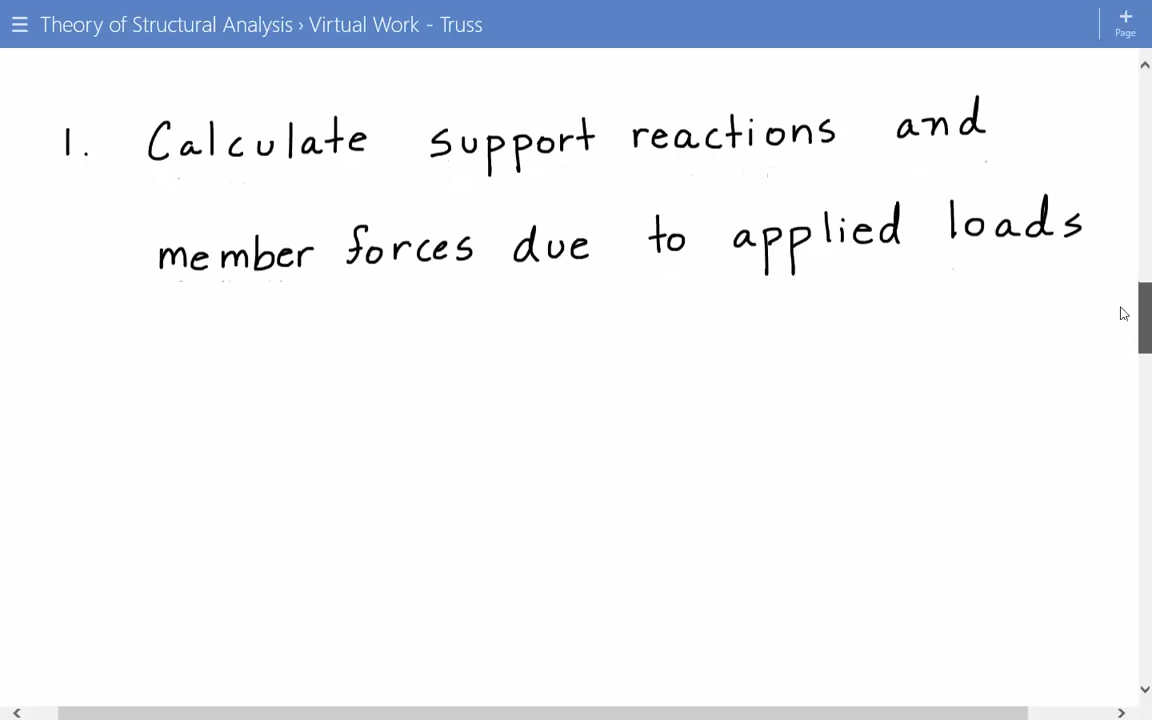 ☰ Theory of Structural Analysis › Virtual Work - Truss
+
Page
1. Calculate support reactions and
member forces due to applied loads